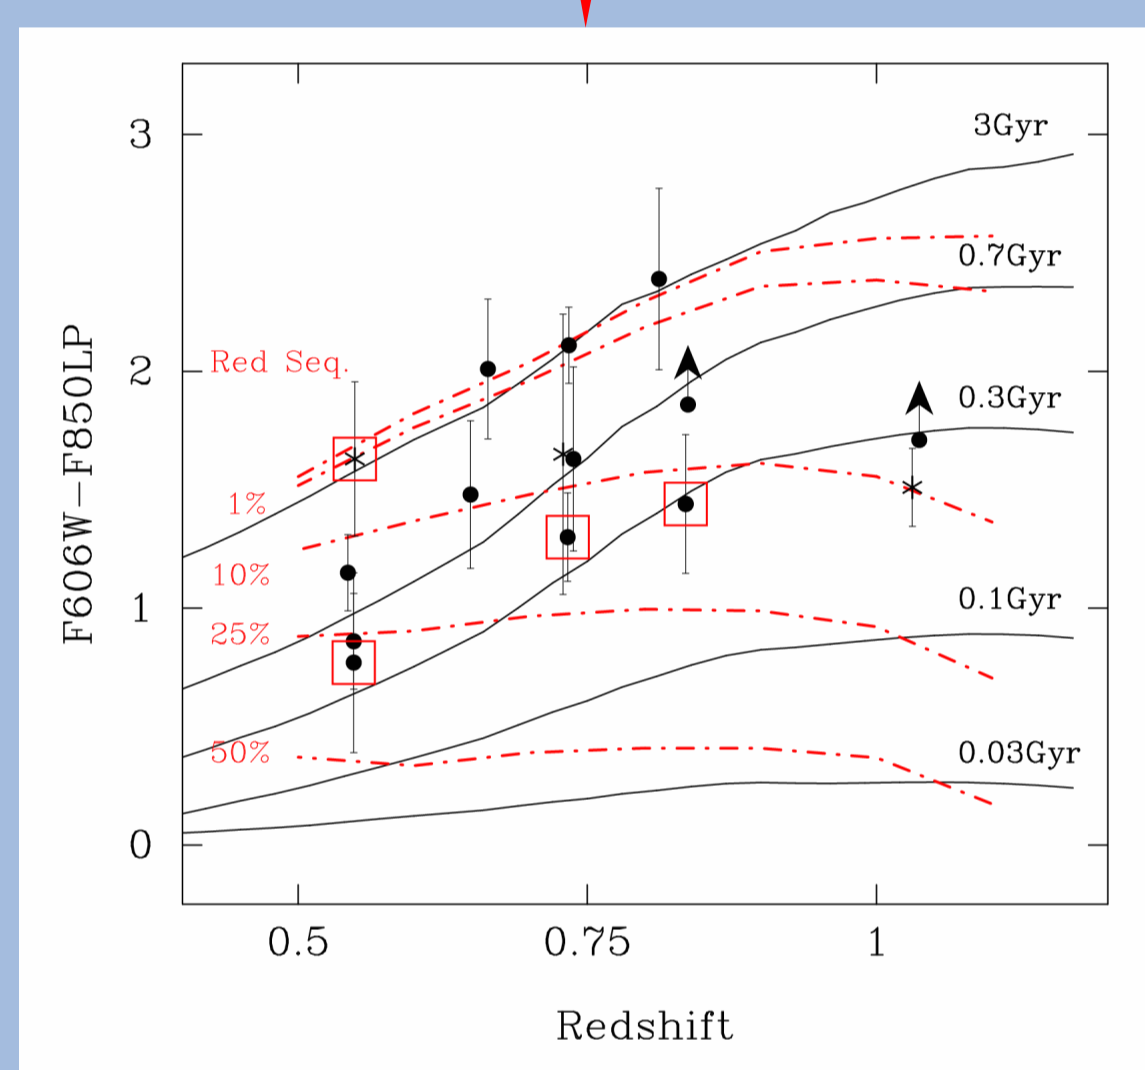 3Gyr
3
0.7Gyr
Red Seq.
2
0.3Gyr
1%
10%
0.1Gyr
1
25%
50%
0.03Gyr
0
F606W-F850LP
0.5 0.75 1
Redshift